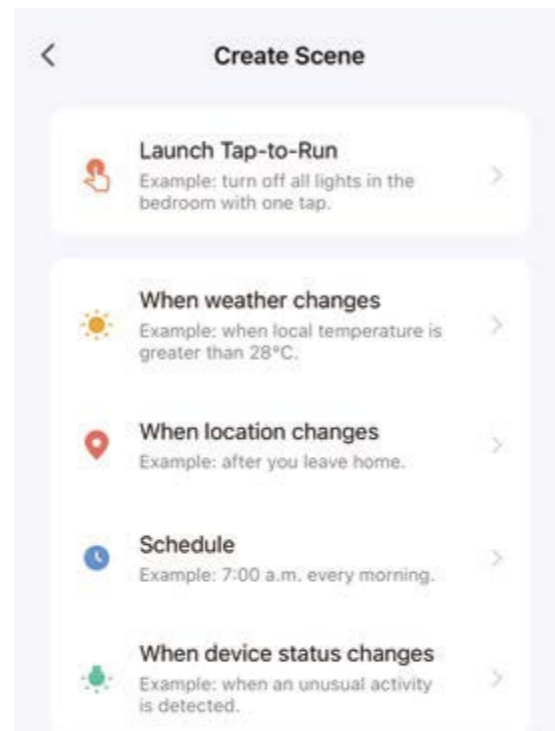 Create Scene
Launch Tap-to-Run
Example: turn off all lights in the
bedroom with one tap.
When weather changes
Example: when local temperature is
greater than 28°C.
When location changes
Example: after you leave home.
Schedule
Example: 7:00 a.m. every morning.
When device status changes
Example: when an unusual activity
is detected.